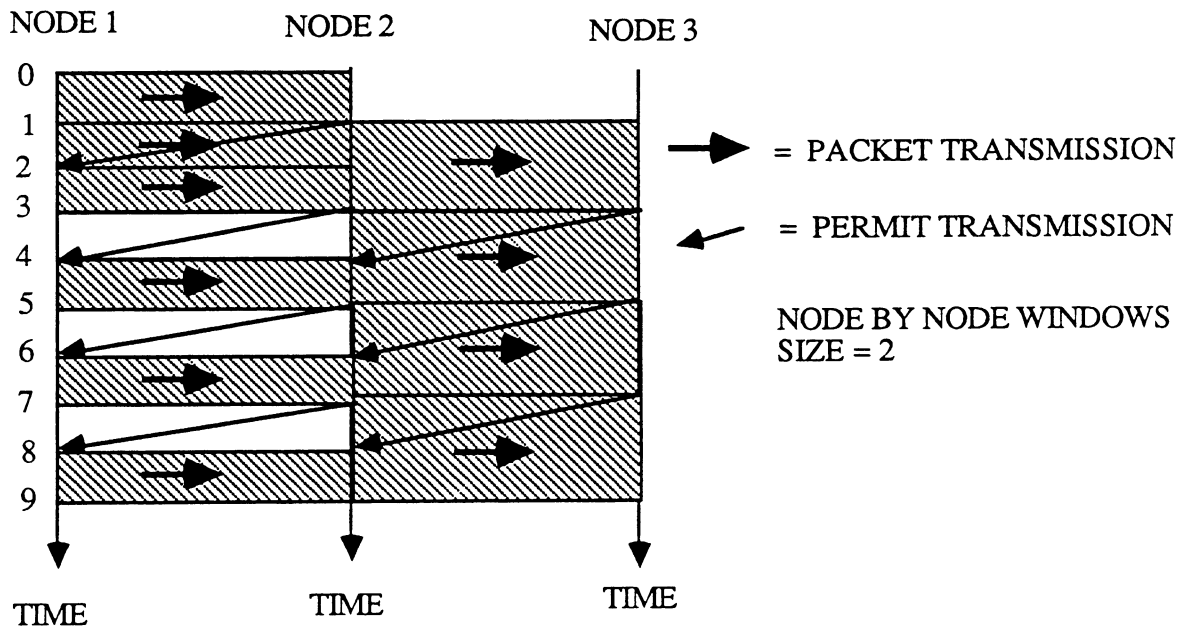 NODE 1
NODE 2
NODE 3
0
1
2
3
4
5
6
7
8
9
= PACKET TRANSMISSION
= PERMIT TRANSMISSION
NODE BY NODE WINDOWS
SIZE = 2
TIME
TIME
TIME